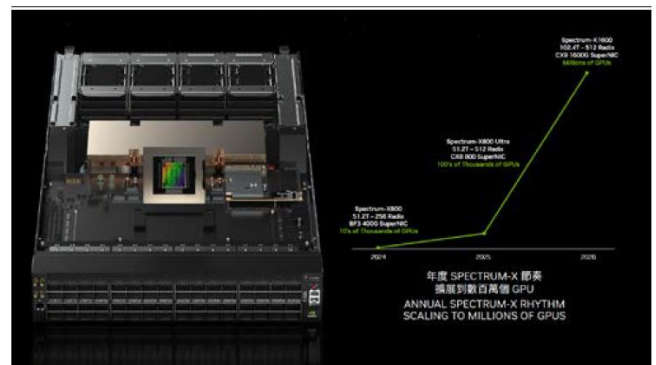 Spectrum-X1600
102.4T – 512 Radix
CX9 1600G SuperNIC
Millions of GPUs
Spectrum-X800 Ultra
51.2T – 512 Radix
CX8 800 SuperNIC
100's of Thousands of GPUs
Spectrum-X800
51.2T – 256 Radix
BF3 400G SuperNIC
10's of Thousands of GPUs
2024
2025
2026
年度 SPECTRUM-X 節奏
擴展到數百萬個 GPU
ANNUAL SPECTRUM-X RHYTHM
SCALING TO MILLIONS OF GPUS